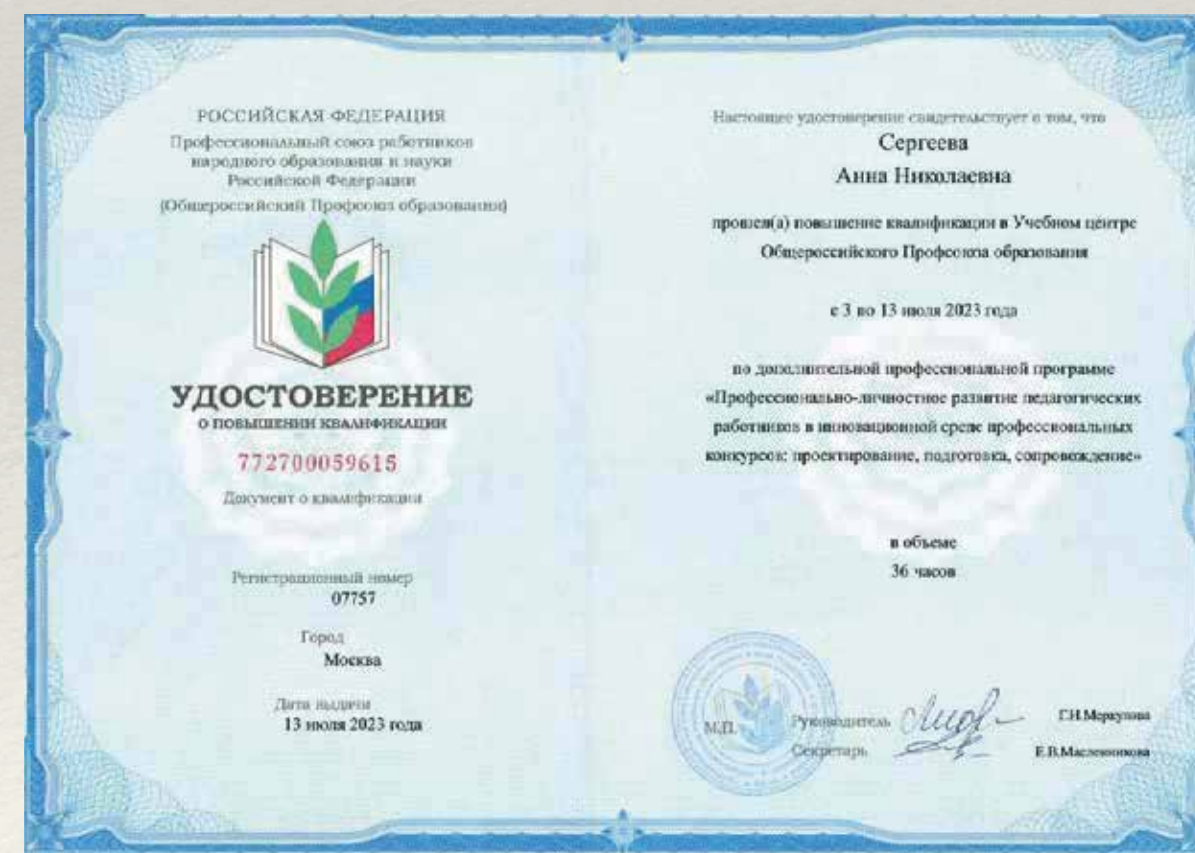 РОССИЙСКАЯ ФЕДЕРАЦИЯ
Профессиональный союз работников
народного образования и науки
Российской Федерации
(Общероссийский Профсоюз образования)
УДОСТОВЕРЕНИЕ
О ПОВЫШЕНИИ КВАЛИФИКАЦИИ
772700059615
Документ о квалификации
Регистрационный номер
07757
Город
Москва
Дата выдачи
13 июля 2023 года
Настоящее удостоверение свидетельствует о том, что
Сергеева
Анна Николаевна
прошел(а) повышение квалификации в Учебном центре
Общероссийского Профсоюза образования
с 3 по 13 июля 2023 года
по дополнительной профессиональной программе
«Профессионально-личностное развитие педагогических
работников в инновационной среде профессиональных
конкурсов: проектирование, подготовка, сопровождение»
в объеме
36 часов
М.П.
Руководитель Г.Н.Меркулова
Секретарь Е.В.Масленникова